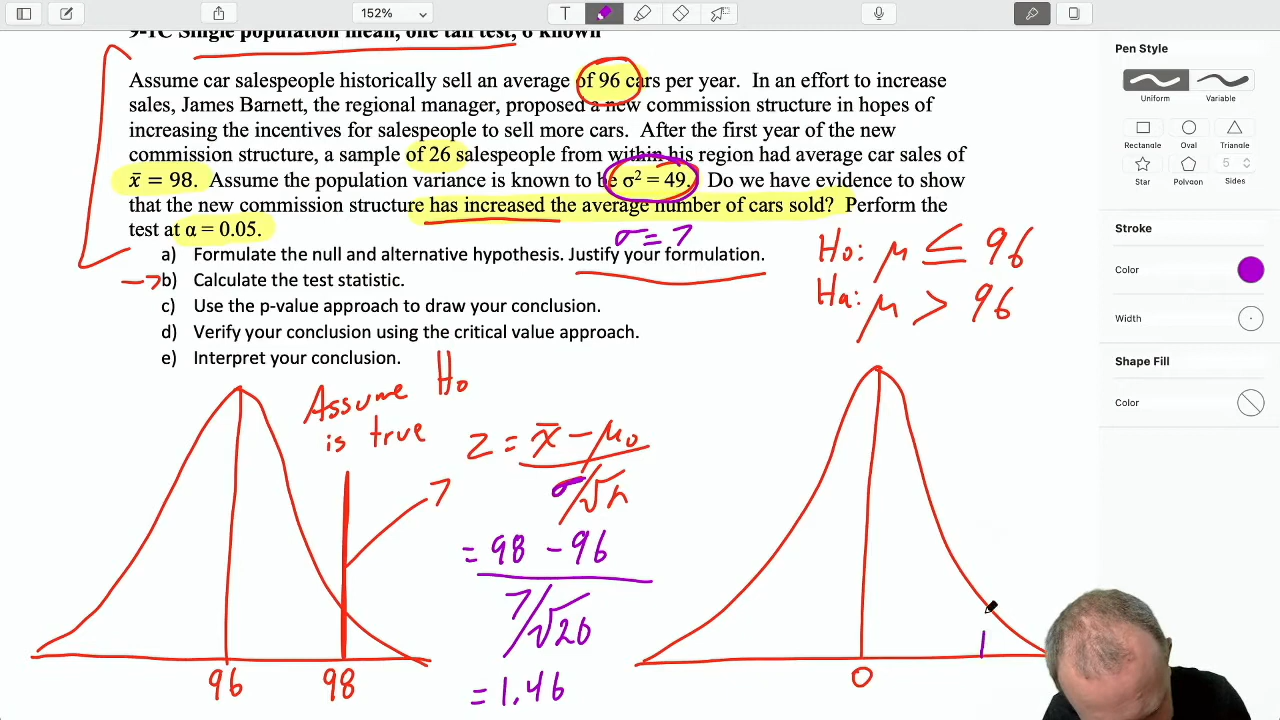 152%
T
9-1C Single population mean, one tail test, σ known
Assume car salespeople historically sell an average of 96 cars per year. In an effort to increase
sales, James Barnett, the regional manager, proposed a new commission structure in hopes of
increasing the incentives for salespeople to sell more cars. After the first year of the new
commission structure, a sample of 26 salespeople from within his region had average car sales of
x̄ = 98. Assume the population variance is known to be σ² = 49. Do we have evidence to show
that the new commission structure has increased the average number of cars sold? Perform the
test at α = 0.05.
σ = 7
a) Formulate the null and alternative hypothesis. Justify your formulation.
b) Calculate the test statistic.
c) Use the p-value approach to draw your conclusion.
d) Verify your conclusion using the critical value approach.
e) Interpret your conclusion.
Ho: μ ≤ 96
Ha: μ > 96
Assume Ho
is true
z = x̄ - μo
σ/√n
= 98 - 96
7/√26
= 1.46
96 98
0
Pen Style
Uniform Variable
Rectangle Oval Triangle
Star Polygon 5 Sides
Stroke
Color
Width
Shape Fill
Color